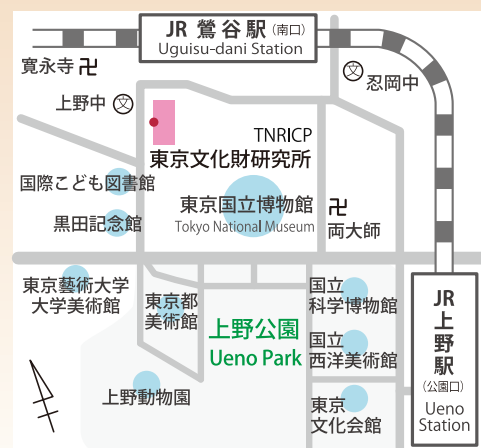 JR 鶯谷駅(南口)
Uguisu-dani Station
寛永寺 卍
上野中 文
文
忍岡中
TNRICP
東京文化財研究所
国際こども図書館
黒田記念館
東京国立博物館
Tokyo National Museum
卍
両大師
東京藝術大学
大学美術館
東京都
美術館
上野公園
Ueno Park
国立
科学博物館
国立
西洋美術館
上野動物園
東京
文化会館
JR
上
野
駅
(公園口)
Ueno
Station